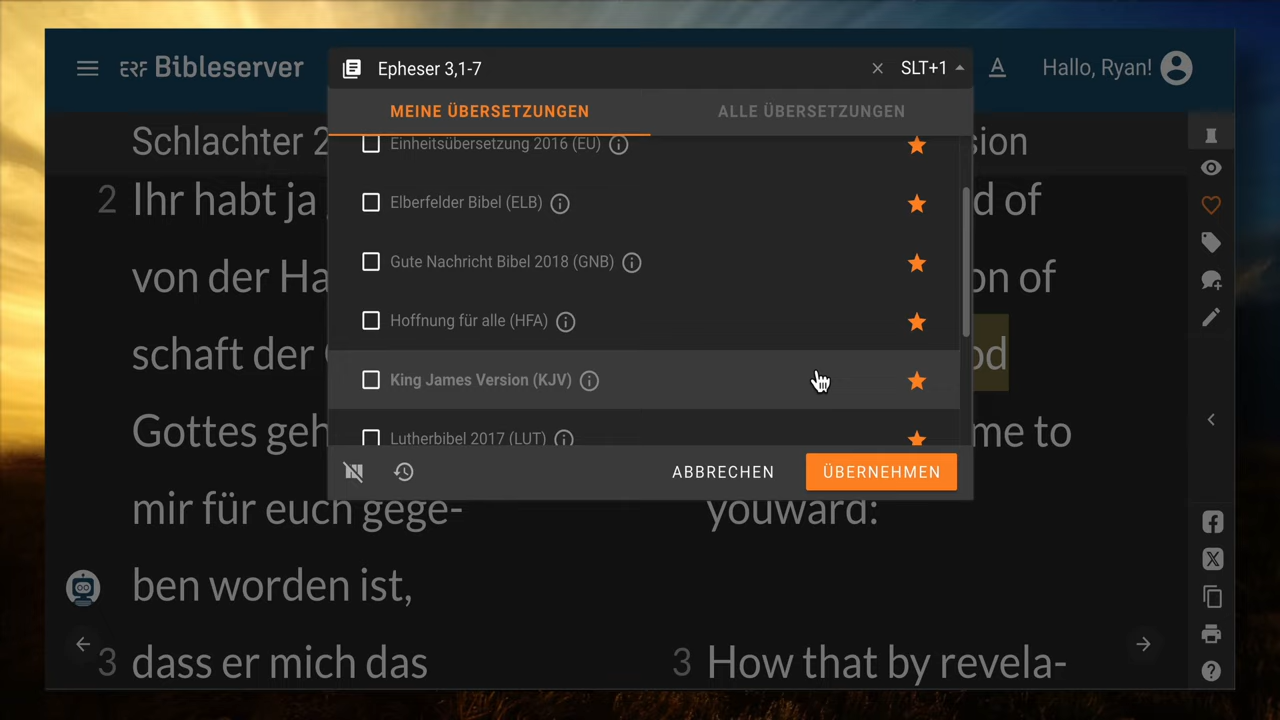 ERF Bibleserver
Epheser 3,1-7
SLT+1
A
Hallo, Ryan!
MEINE ÜBERSETZUNGEN
ALLE ÜBERSETZUNGEN
Einheitsübersetzung 2016 (EU)
Elberfelder Bibel (ELB)
Gute Nachricht Bibel 2018 (GNB)
Hoffnung für alle (HFA)
King James Version (KJV)
Lutherbibel 2017 (LUT)
ABBRECHEN
ÜBERNEHMEN
Schlachter 2
2 Ihr habt ja
von der Ha
schaft der
Gottes geh
mir für euch gege-
ben worden ist,
3 dass er mich das
sion
d of
on of
od
me to
youward:
3 How that by revela-